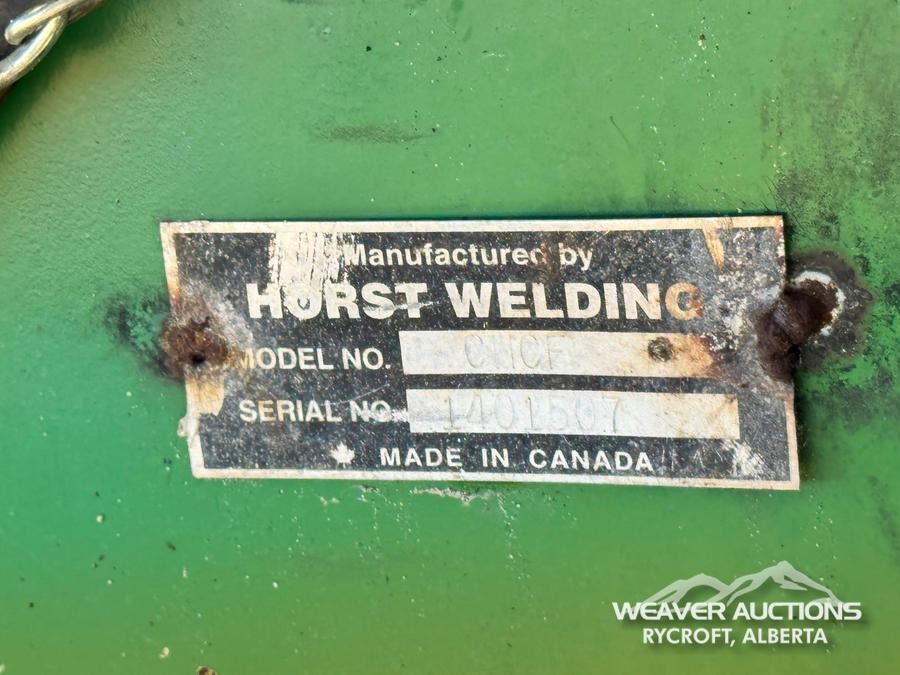 Manufactured by
HORST WELDING
MODEL NO.
SERIAL NO. 1401507
MADE IN CANADA
WEAVER AUCTIONS
RYCROFT, ALBERTA